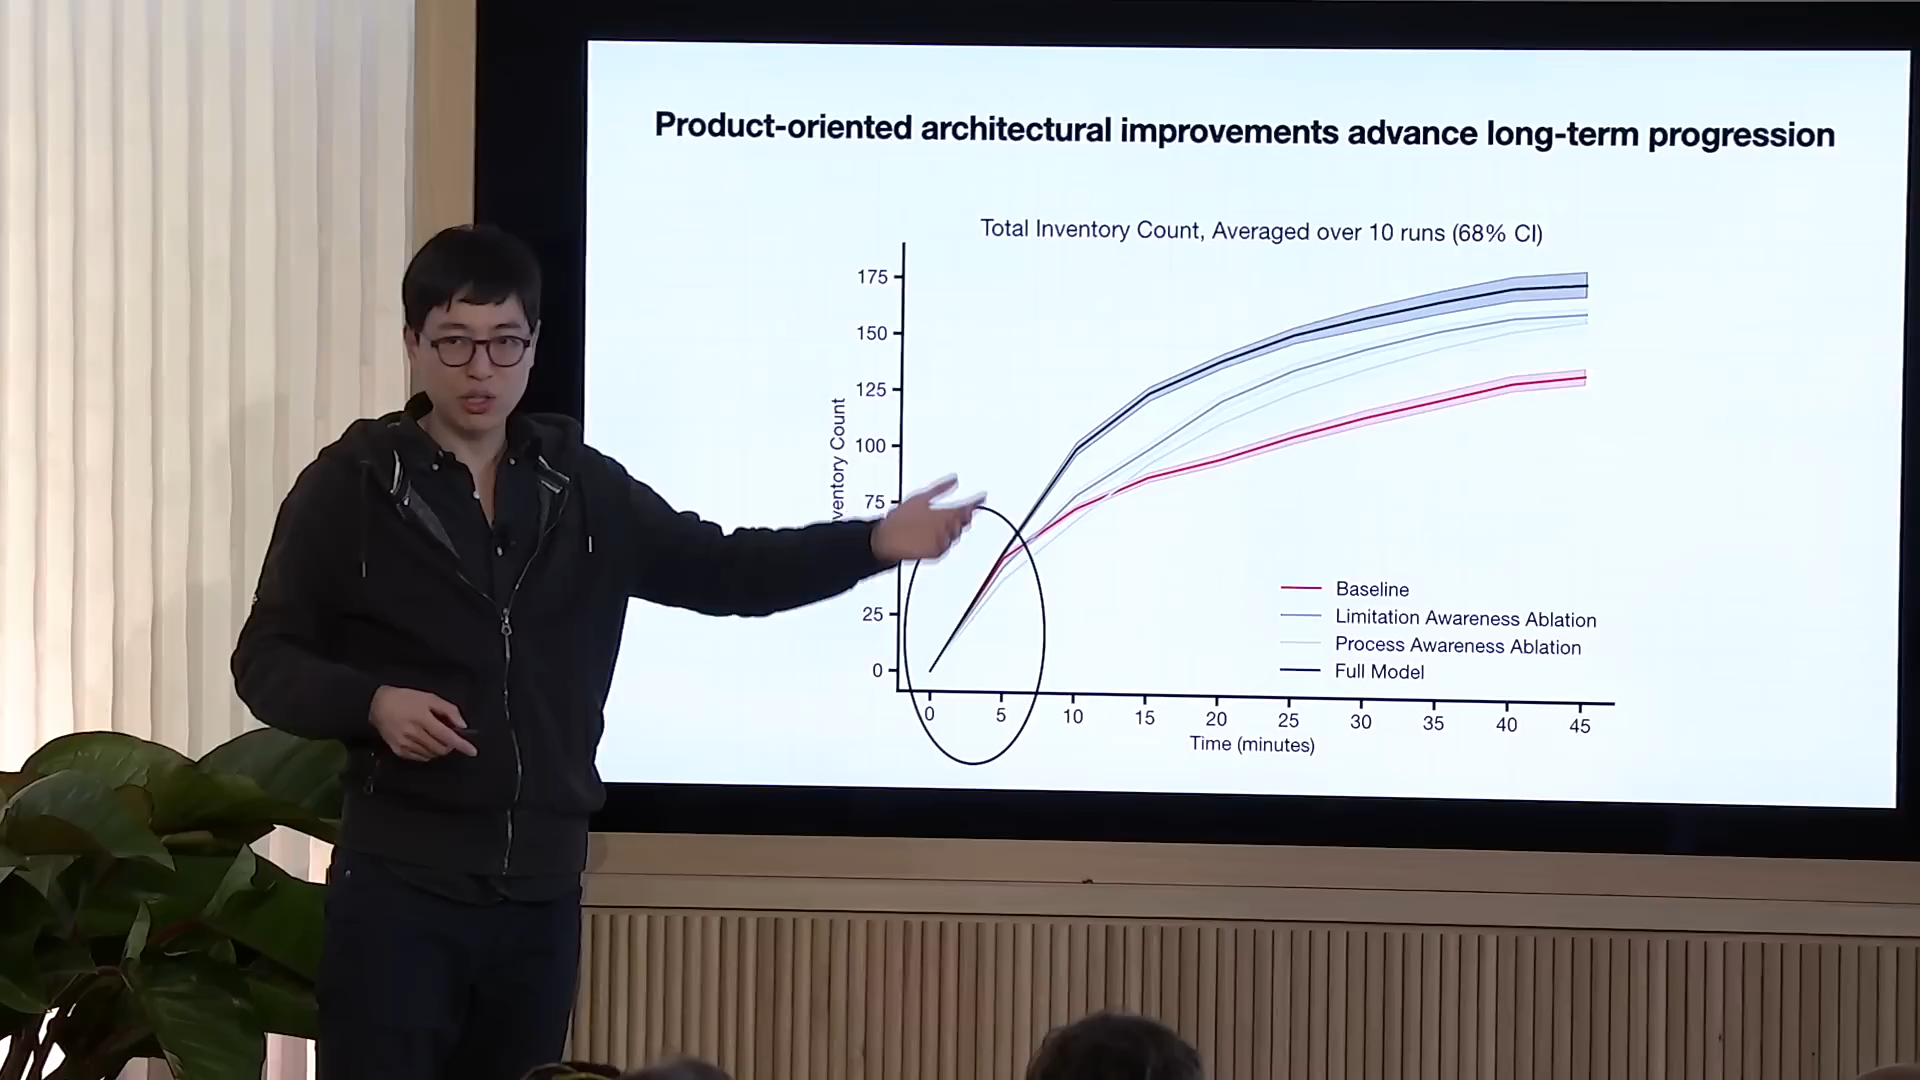 Product-oriented architectural improvements advance long-term progression
Total Inventory Count, Averaged over 10 runs (68% CI)
175
150
125
100
75
25
0
ventory Count
0 5 10 15 20 25 30 35 40 45
Time (minutes)
Baseline
Limitation Awareness Ablation
Process Awareness Ablation
Full Model